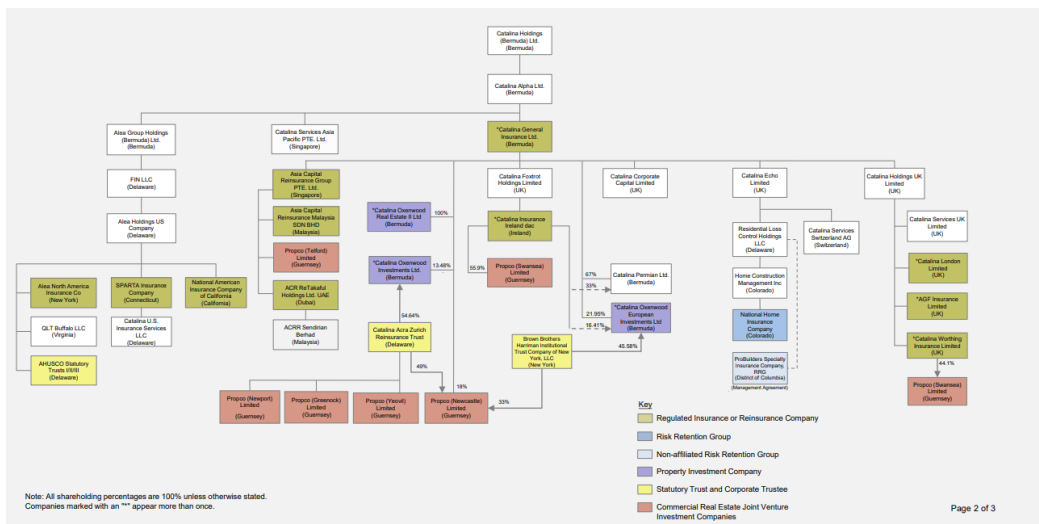 Catalina Holdings
(Bermuda) Ltd.
(Bermuda)
Catalina Alpha Ltd.
(Bermuda)
Alea Group Holdings
(Bermuda) Ltd.
(Bermuda)
Catalina Services Asia
Pacific PTE. Ltd.
(Singapore)
*Catalina General
Insurance Ltd.
(Bermuda)
FIN LLC
(Delaware)
Alea Holdings US
Company
(Delaware)
Alea North America
Insurance Co
(New York)
SPARTA Insurance
Company
(Connecticut)
National American
Insurance Company
of California
(California)
QLT Buffalo LLC
(Virginia)
Catalina U.S.
Insurance Services
LLC
(Delaware)
AHUSCO Statutory
Trusts I/II/III
(Delaware)
Asia Capital
Reinsurance Group
PTE. Ltd.
(Singapore)
Asia Capital
Reinsurance Malaysia
SDN BHD
(Malaysia)
Propco (Telford)
Limited
(Guernsey)
ACR ReTakaful
Holdings Ltd. UAE
(Dubai)
ACRR Sendirian
Berhad
(Malaysia)
*Catalina Oxenwood
Real Estate II Ltd
(Bermuda)
100%
*Catalina Oxenwood
Investments Ltd.
(Bermuda)
13.48%
54.64%
Catalina Acra Zurich
Reinsurance Trust
(Delaware)
49%
18%
Propco (Newport)
Limited
(Guernsey)
Propco (Greenock)
Limited
(Guernsey)
Propco (Yeovil)
Limited
(Guernsey)
Propco (Newcastle)
Limited
(Guernsey)
33%
Catalina Foxtrot
Holdings Limited
(UK)
*Catalina Insurance
Ireland dac
(Ireland)
55.9%
Propco (Swansea)
Limited
(Guernsey)
Brown Brothers
Harriman Institutional
Trust Company of New
York, LLC
(New York)
45.58%
Catalina Corporate
Capital Limited
(UK)
67%
33%
Catalina Permian Ltd.
(Bermuda)
21.95%
16.41%
*Catalina Oxenwood
European
Investments Ltd
(Bermuda)
Catalina Echo
Limited
(UK)
Residential Loss
Control Holdings
LLC
(Delaware)
Catalina Services
Switzerland AG
(Switzerland)
Home Construction
Management Inc
(Colorado)
National Home
Insurance
Company
(Colorado)
ProBuilders Specialty
Insurance Company,
RRG
(District of Columbia)
(Management Agreement)
Catalina Holdings UK
Limited
(UK)
Catalina Services UK
Limited
(UK)
*Catalina London
Limited
(UK)
*AGF Insurance
Limited
(UK)
*Catalina Worthing
Insurance Limited
(UK)
44.1%
Propco (Swansea)
Limited
(Guernsey)
Key
Regulated Insurance or Reinsurance Company
Risk Retention Group
Non-affiliated Risk Retention Group
Property Investment Company
Statutory Trust and Corporate Trustee
Commercial Real Estate Joint Venture
Investment Companies
Note: All shareholding percentages are 100% unless otherwise stated.
Companies marked with an "*" appear more than once.
Page 2 of 3